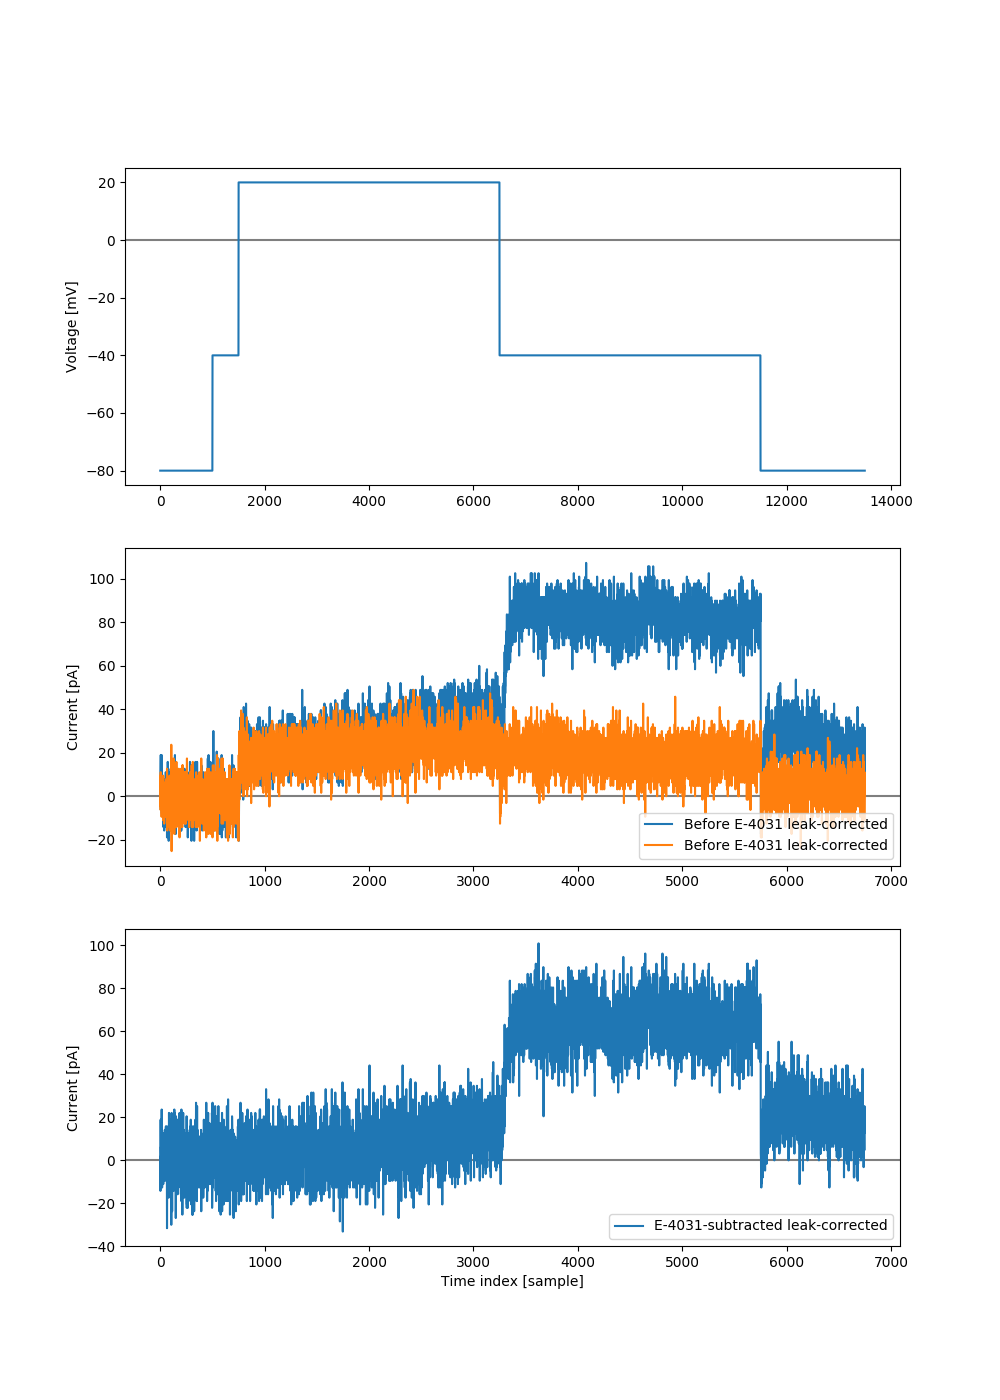 20
0
−20
−40
−60
−80
Voltage [mV]
0 2000 4000 6000 8000 10000 12000 14000
100
80
60
40
20
0
−20
Current [pA]
Before E-4031 leak-corrected
Before E-4031 leak-corrected
0 1000 2000 3000 4000 5000 6000 7000
100
80
60
40
20
0
−20
−40
Current [pA]
E-4031-subtracted leak-corrected
0 1000 2000 3000 4000 5000 6000 7000
Time index [sample]